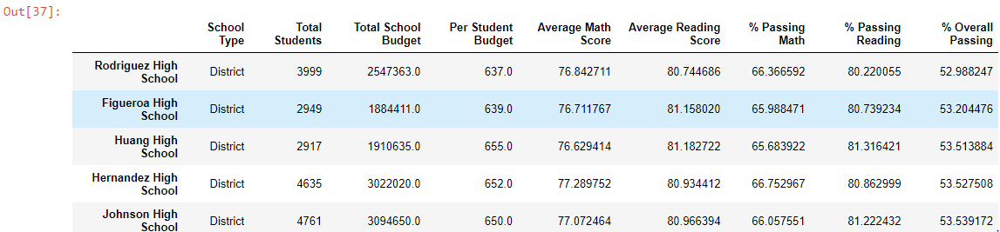 Out[37]:
School Type Total Students Total School Budget Per Student Budget Average Math Score Average Reading Score % Passing Math % Passing Reading % Overall Passing
Rodriguez High School District 3999 2547363.0 637.0 76.842711 80.744686 66.366592 80.220055 52.988247
Figueroa High School District 2949 1884411.0 639.0 76.711767 81.158020 65.988471 80.739234 53.204476
Huang High School District 2917 1910635.0 655.0 76.629414 81.182722 65.683922 81.316421 53.513884
Hernandez High School District 4635 3022020.0 652.0 77.289752 80.934412 66.752967 80.862999 53.527508
Johnson High School District 4761 3094650.0 650.0 77.072464 80.966394 66.057551 81.222432 53.539172